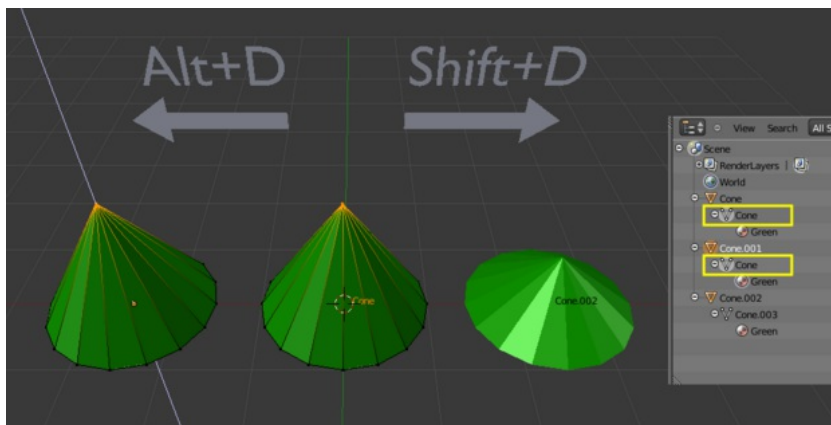 Alt+D
Shift+D
Cone
Cone.002
View Search All S
Scene
RenderLayers |
World
Cone
Cone
Green
Cone.001
Cone
Green
Cone.002
Cone.003
Green